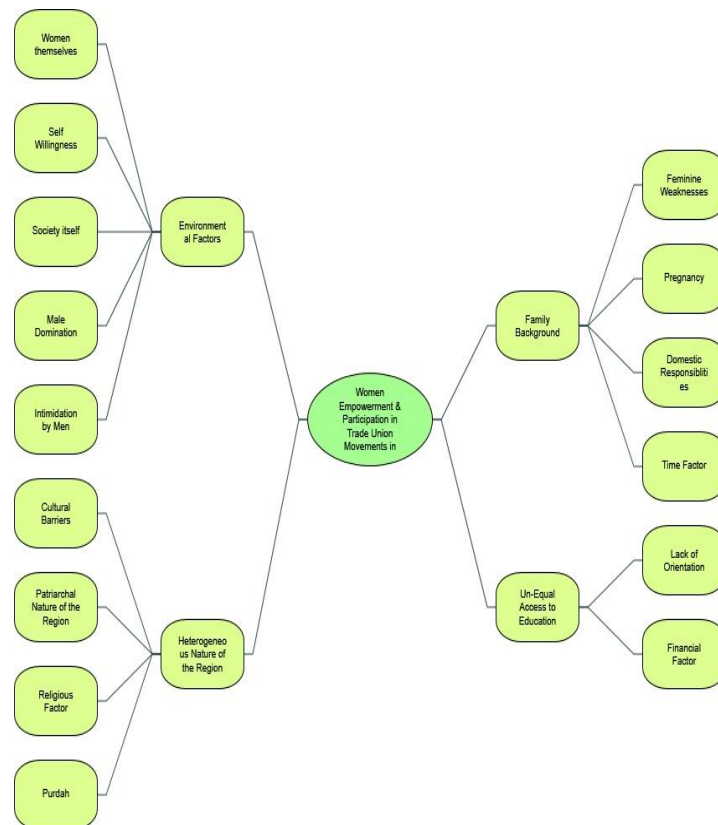 Women
themselves
Self
Willingness
Society itself
Male
Domination
Intimidation
by Men
Cultural
Barriers
Patriarchal
Nature of the
Region
Religious
Factor
Purdah
Environment
al Factors
Heterogeneo
us Nature of
the Region
Women
Empowerment &
Participation in
Trade Union
Movements in
Family
Background
Un-Equal
Access to
Education
Feminine
Weaknesses
Pregnancy
Domestic
Responsiblities
Time Factor
Lack of
Orientation
Financial
Factor